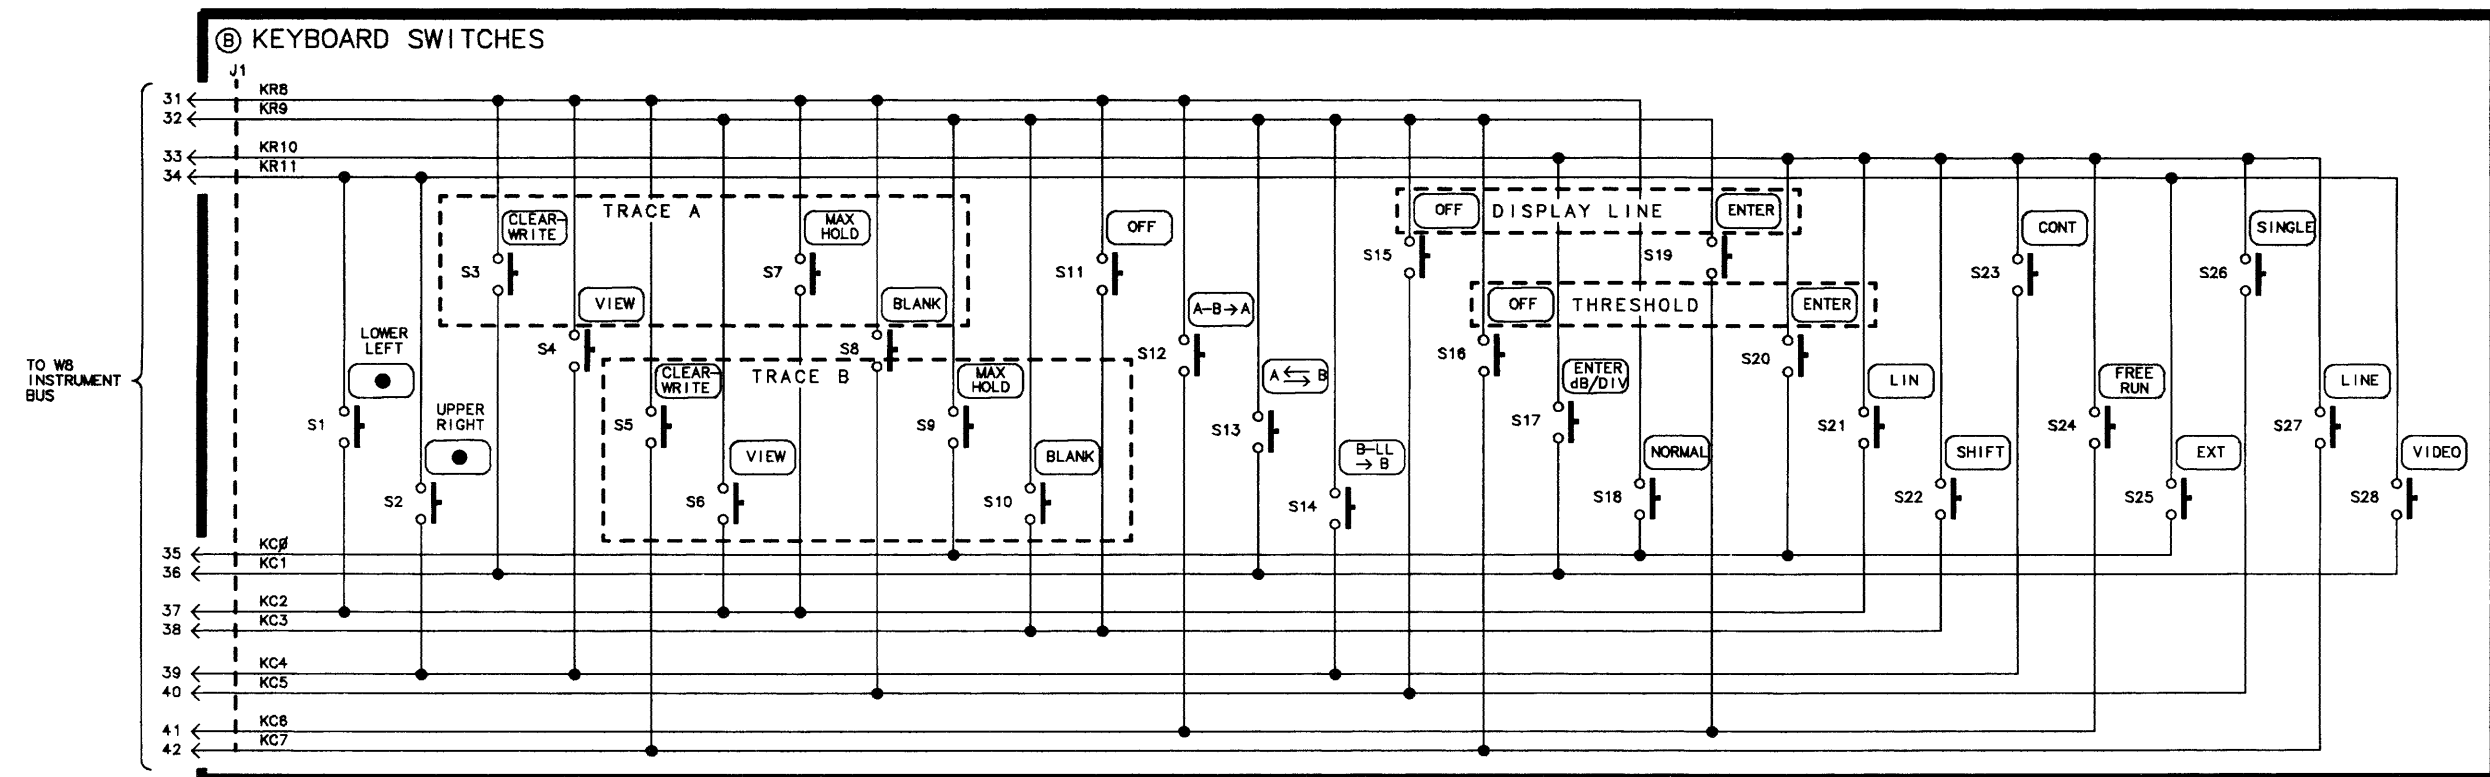 B KEYBOARD SWITCHES
J1
31 KR8
32 KR9
33 KR10
34 KR11
TRACE A
CLEAR-
WRITE
S3
VIEW
S4
MAX
HOLD
S7
BLANK
S8
OFF
S11
LOWER
LEFT
S1
UPPER
RIGHT
S2
TRACE B
CLEAR-
WRITE
S5
VIEW
S6
MAX
HOLD
S9
BLANK
S10
A-B→A
S12
A ⇆ B
S13
B-LL
→ B
S14
OFF DISPLAY LINE ENTER
S15
S19
OFF THRESHOLD ENTER
S16
S20
ENTER
dB/DIV
S17
NORMAL
S18
LIN
S21
SHIFT
S22
CONT
S23
FREE
RUN
S24
EXT
S25
SINGLE
S26
LINE
S27
VIDEO
S28
TO W8
INSTRUMENT
BUS
35 KCØ
36 KC1
37 KC2
38 KC3
39 KC4
40 KC5
41 KC6
42 KC7